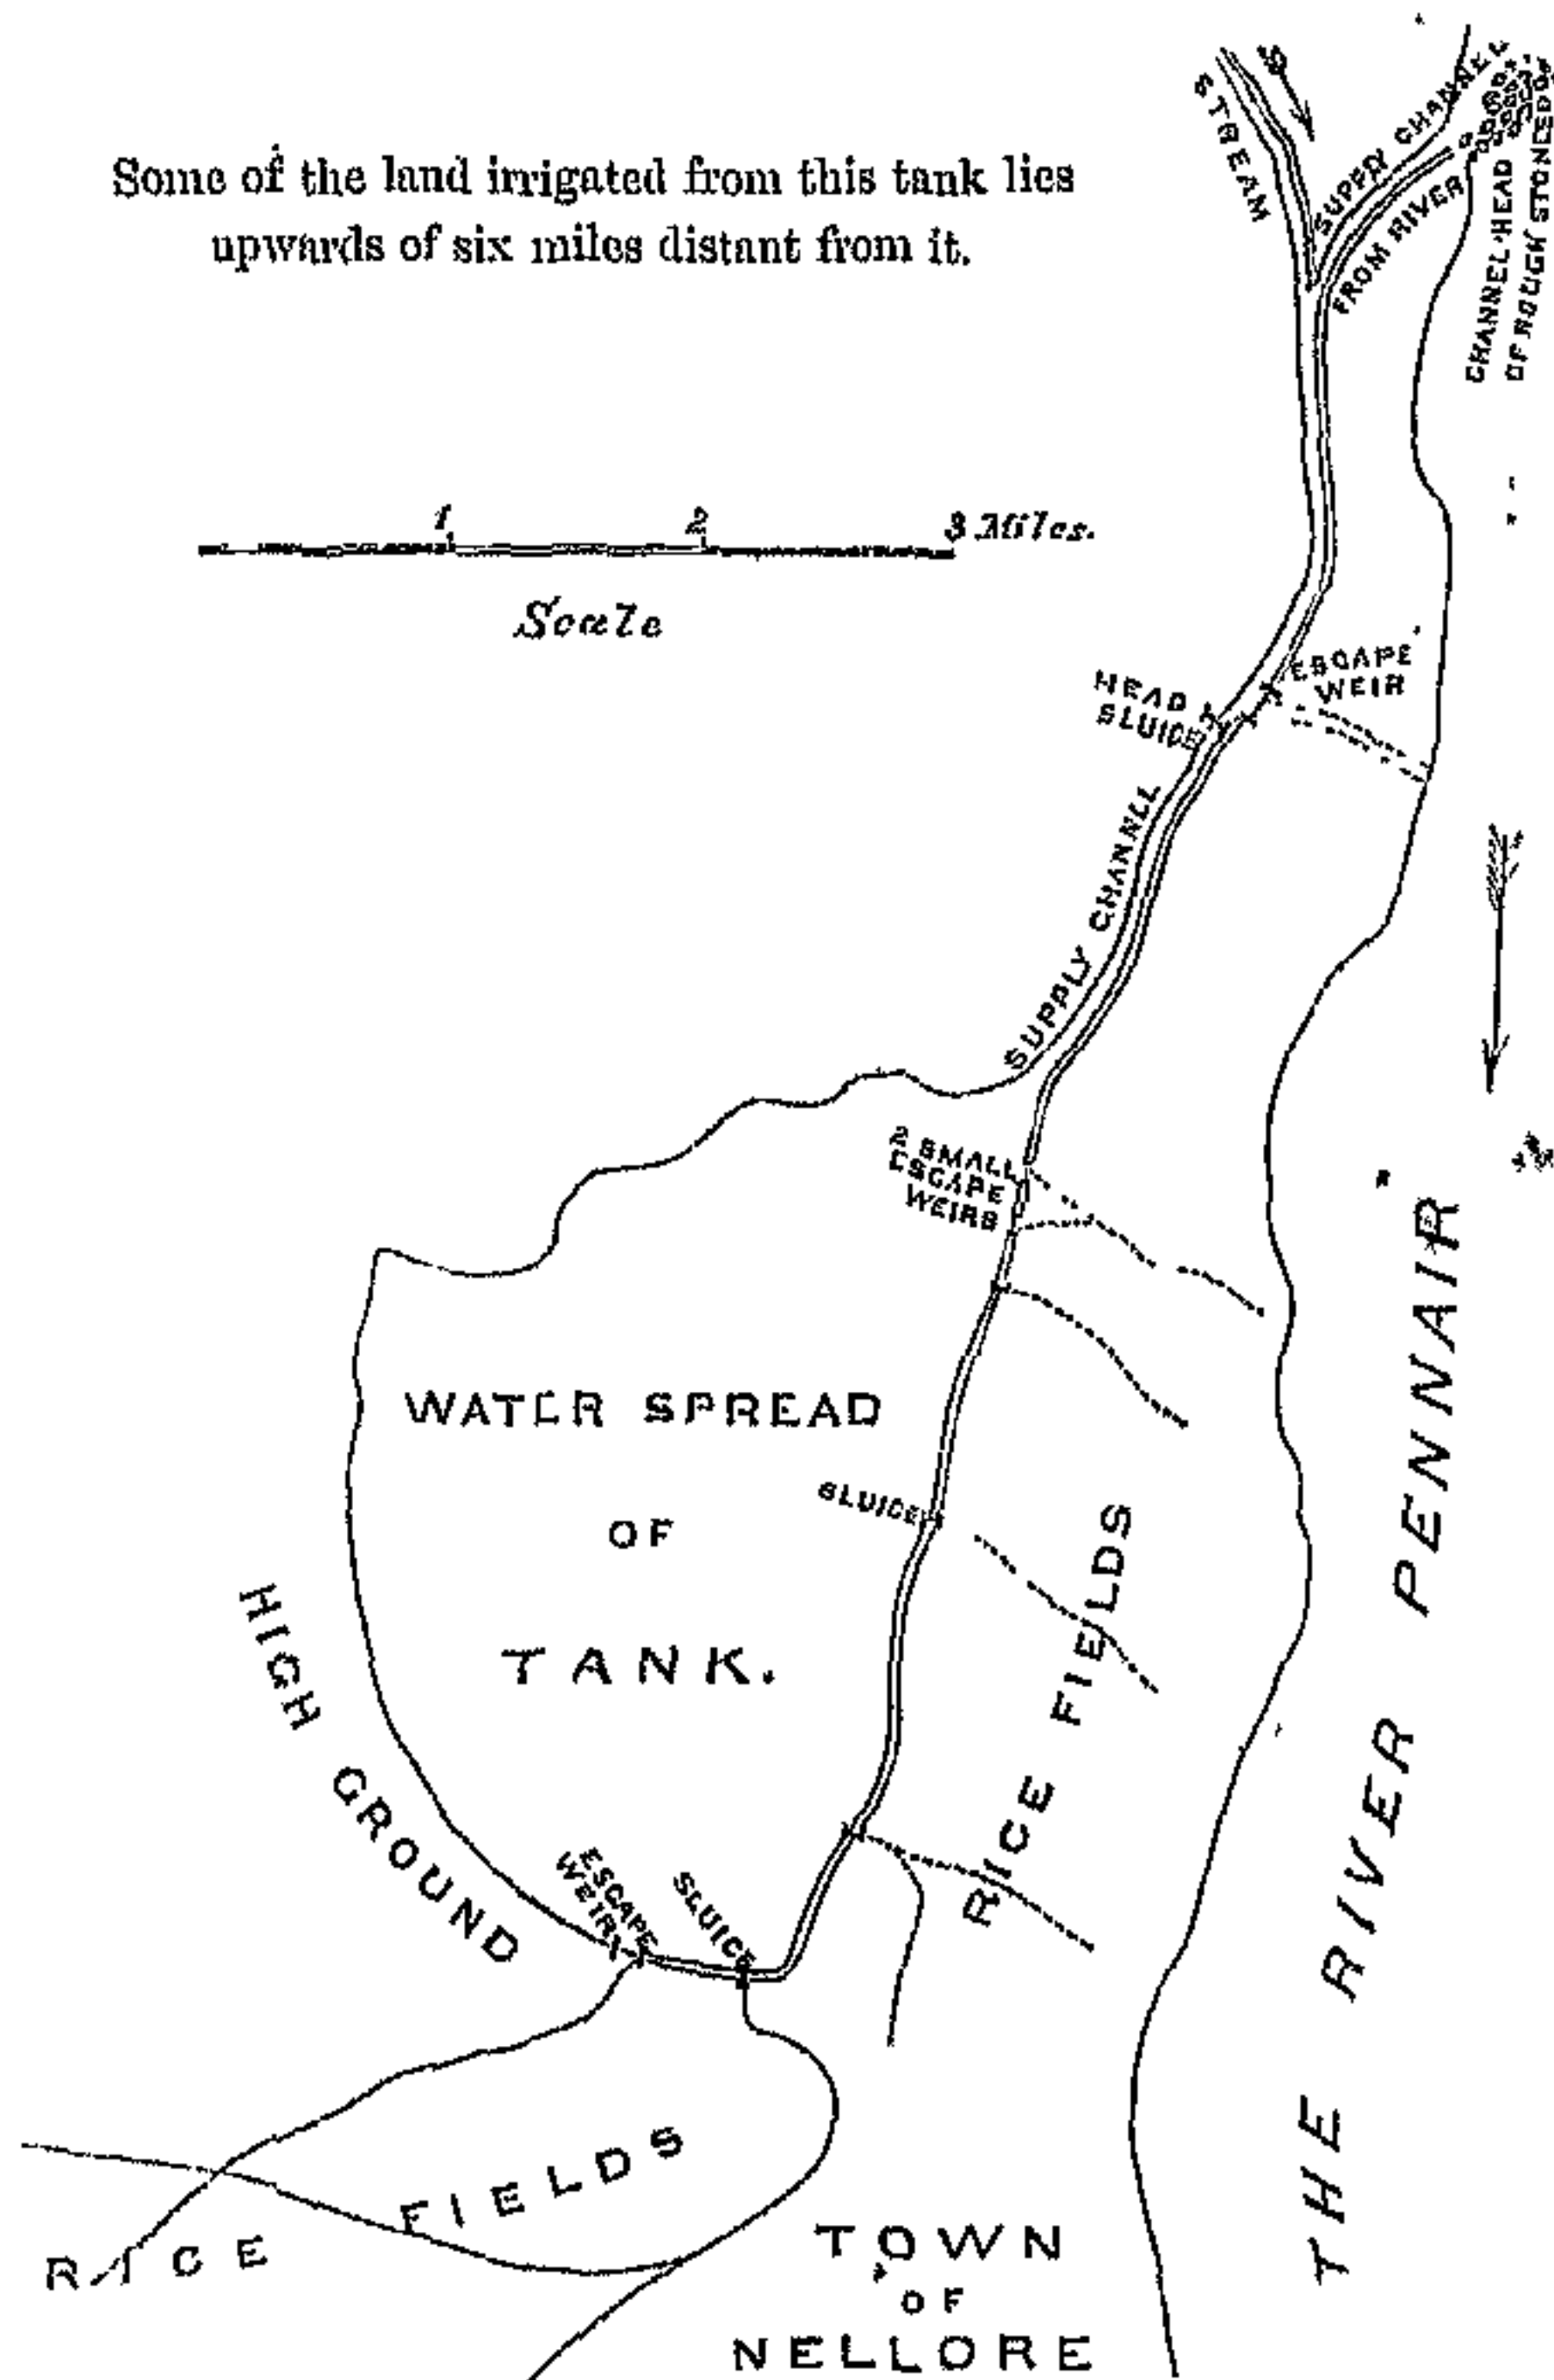 Some of the land irrigated from this tank lies
upwards of six miles distant from it.
STREAM
SUPPLY CHANNEL
FROM RIVER
CHANNEL-HEAD
OF ROUGH STONE
1 2 3 Miles.
Scale
HEAD
SLUICE
ESCAPE
WEIR
SUPPLY CHANNEL
2 SMALL
ESCAPE
WEIRS
WATER SPREAD
OF
TANK.
SLUICE
HIGH GROUND
RICE FIELDS
ESCAPE
WEIR
SLUICE
THE RIVER PENNAIR
RICE FIELDS
TOWN
OF
NELLORE